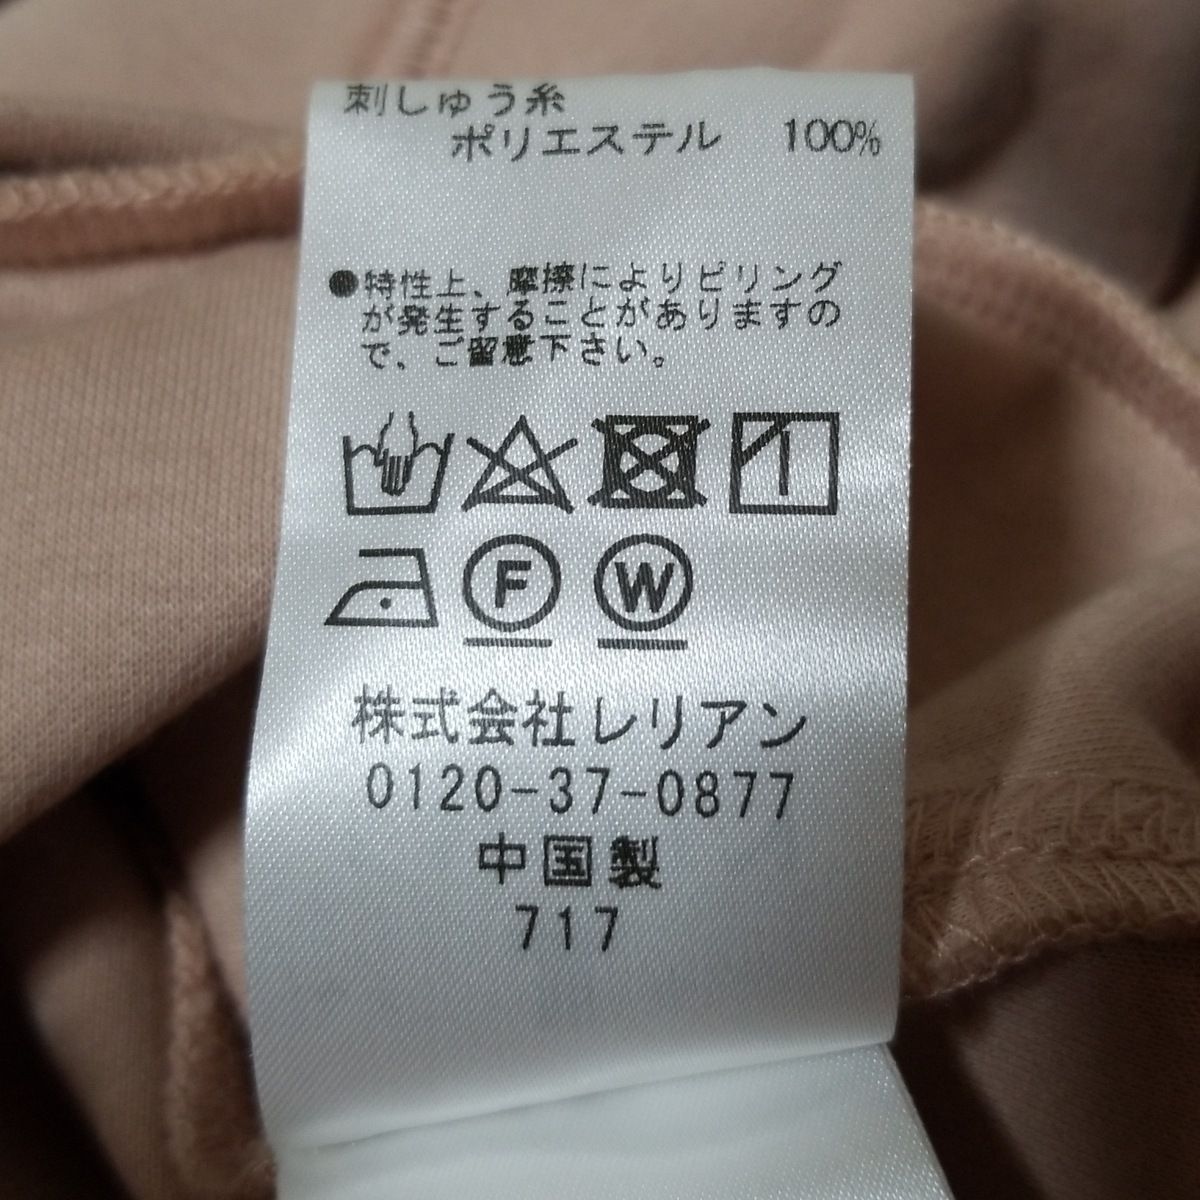 刺しゅう糸
ポリエステル 100%
●特性上、摩擦によりピリング
が発生することがありますの
で、ご留意下さい。
F W
株式会社レリアン
0120-37-0877
中国製
717